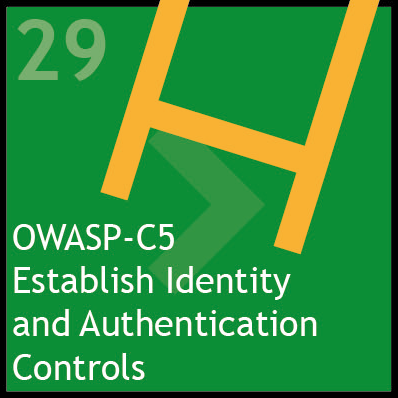 29
OWASP-C5
Establish Identity
and Authentication
Controls